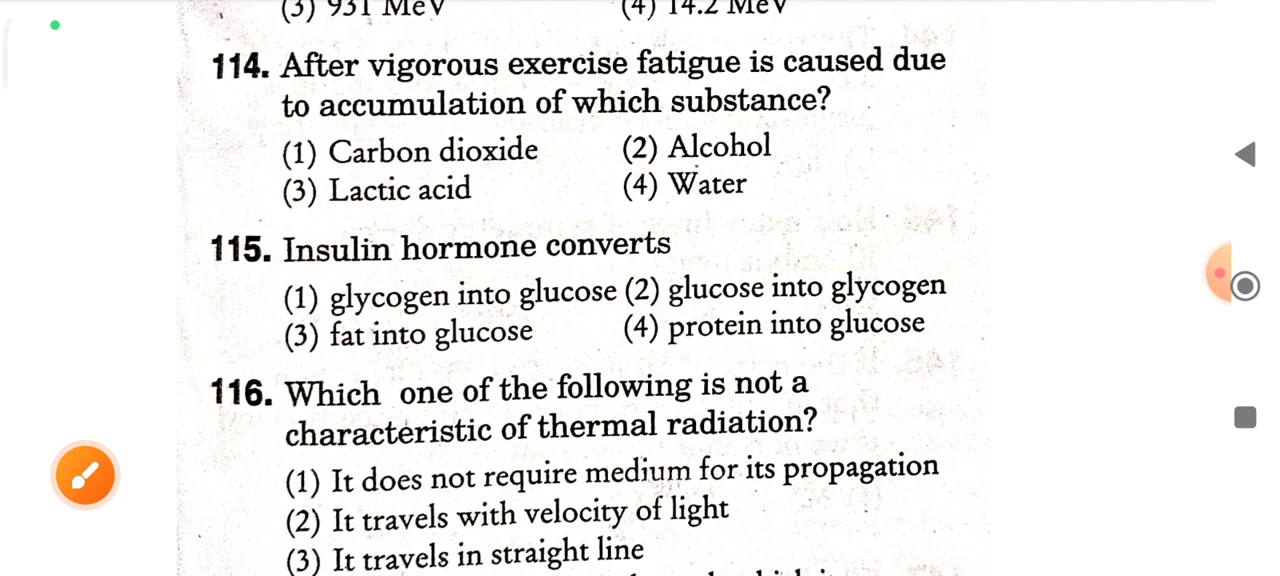 (3) 931 MeV (4) 14.2 MeV
114. After vigorous exercise fatigue is caused due
to accumulation of which substance?
(1) Carbon dioxide (2) Alcohol
(3) Lactic acid (4) Water
115. Insulin hormone converts
(1) glycogen into glucose (2) glucose into glycogen
(3) fat into glucose (4) protein into glucose
116. Which one of the following is not a
characteristic of thermal radiation?
(1) It does not require medium for its propagation
(2) It travels with velocity of light
(3) It travels in straight line